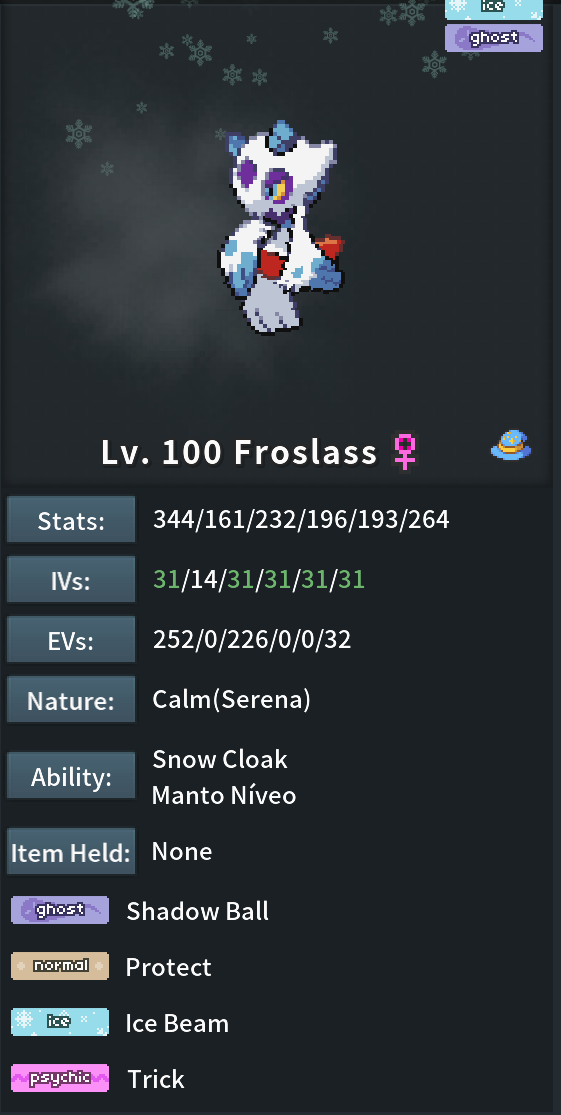 ice
ghost
Lv. 100 Froslass ♀
Stats: 344/161/232/196/193/264
IVs: 31/14/31/31/31/31
EVs: 252/0/226/0/0/32
Nature: Calm(Serena)
Ability: Snow Cloak
Manto Níveo
Item Held: None
ghost Shadow Ball
normal Protect
ice Ice Beam
psychic Trick